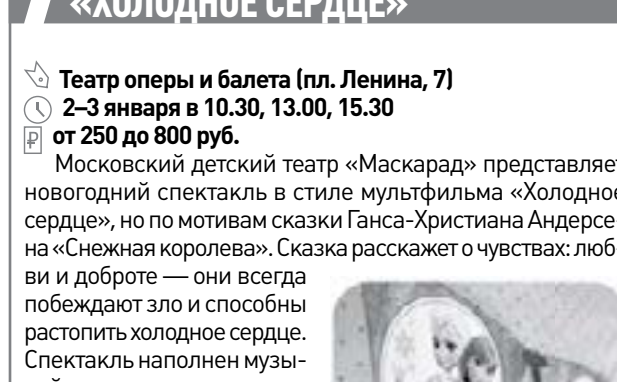 «ХОЛОДНОЕ СЕРДЦЕ»
Театр оперы и балета (пл. Ленина, 7)
2–3 января в 10.30, 13.00, 15.30
от 250 до 800 руб.
Московский детский театр «Маскарад» представляет
новогодний спектакль в стиле мультфильма «Холодное
сердце», но по мотивам сказки Ганса-Христиана Андерсе-
на «Снежная королева». Сказка расскажет о чувствах: люб-
ви и доброте — они всегда
побеждают зло и способны
растопить холодное сердце.
Спектакль наполнен музы-